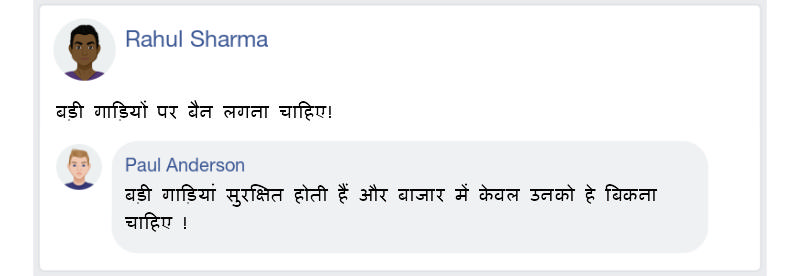 Rahul Sharma
बड़ी गाड़ियों पर बैन लगना चाहिए!
Paul Anderson
बड़ी गाड़ियां सुरक्षित होती हैं और बाजार में केवल उनको हे बिकना
चाहिए !